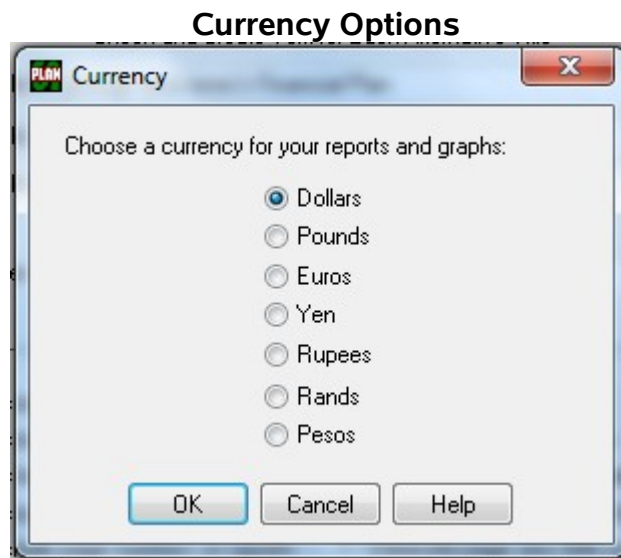 Currency Options
PLAN Currency
Choose a currency for your reports and graphs:
Dollars
Pounds
Euros
Yen
Rupees
Rands
Pesos
OK Cancel Help